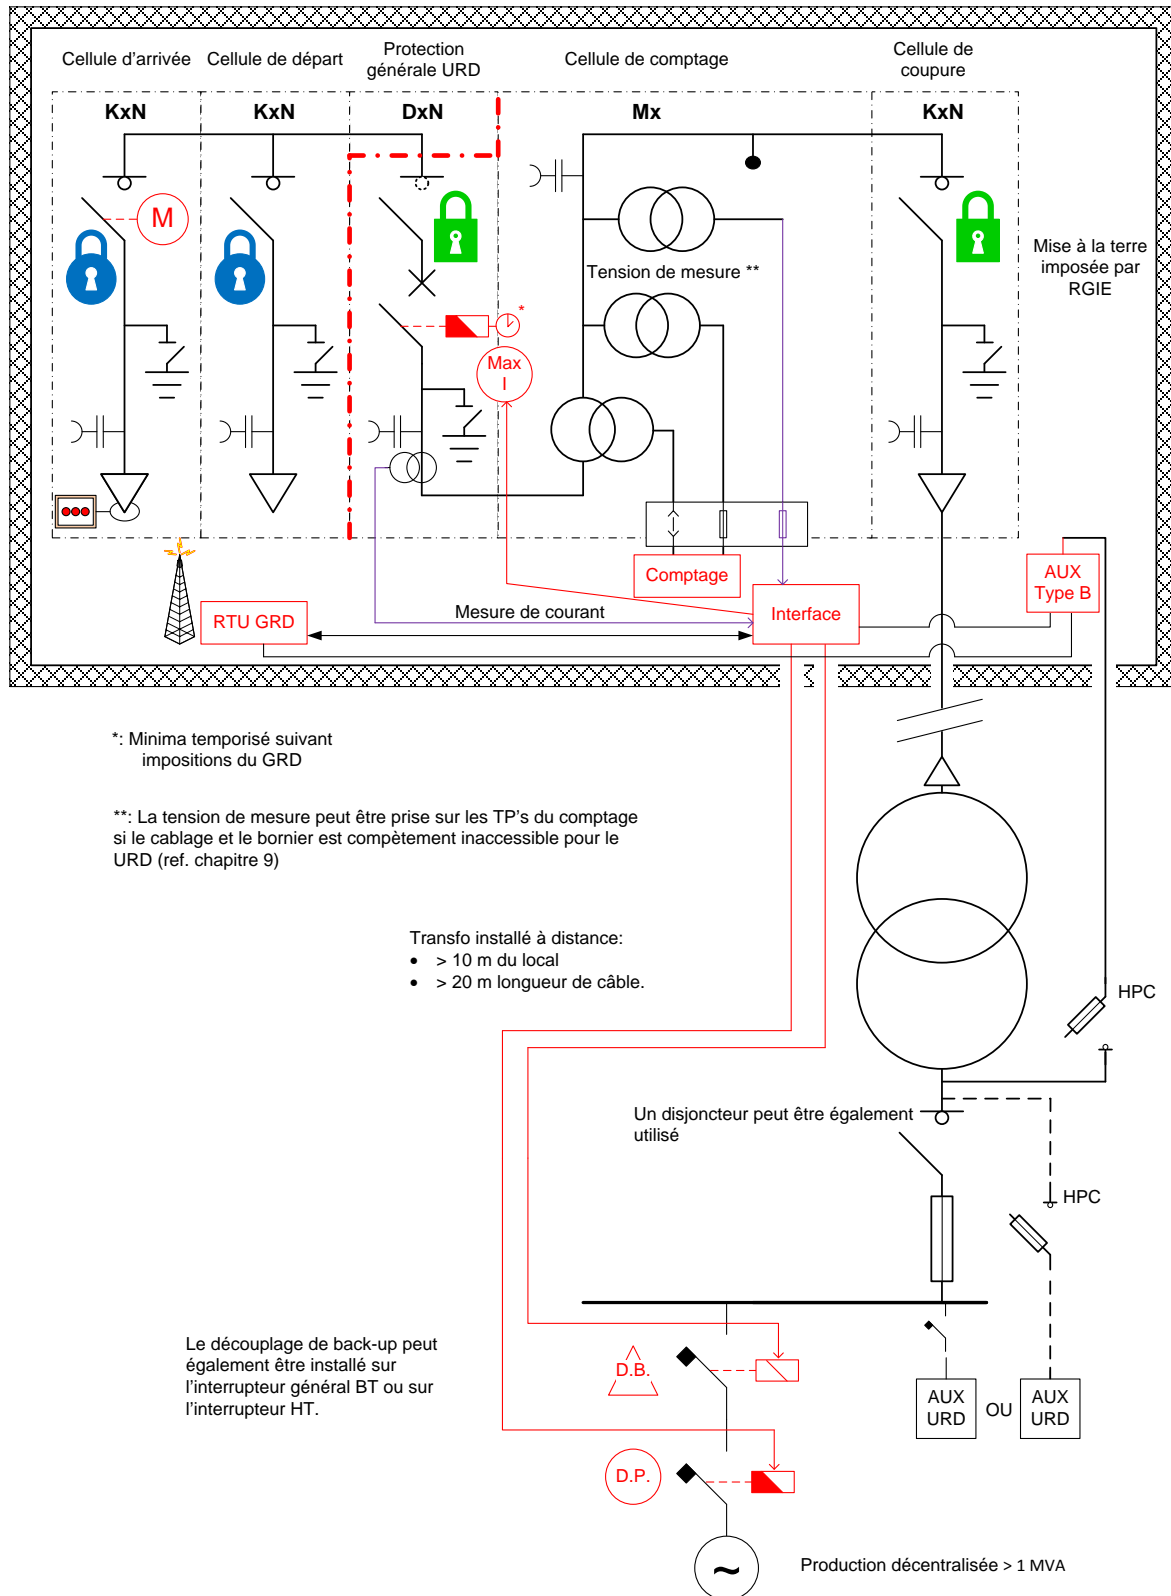 Cellule d'arrivée
Cellule de départ
Protection
générale URD
Cellule de comptage
Cellule de
coupure
KxN
KxN
DxN
Mx
KxN
M
Tension de mesure **
Mise à la terre
imposée par
RGIE
*
Max
I
Comptage
AUX
Type B
RTU GRD
Mesure de courant
Interface
*: Minima temporisé suivant
impositions du GRD
**: La tension de mesure peut être prise sur les TP's du comptage
si le cablage et le bornier est compètement inaccessible pour le
URD (ref. chapitre 9)
Transfo installé à distance:
• > 10 m du local
• > 20 m longueur de câble.
HPC
Un disjoncteur peut être également
utilisé
HPC
Le découplage de back-up peut
également être installé sur
l'interrupteur général BT ou sur
l'interrupteur HT.
D.B.
AUX
URD
OU
AUX
URD
D.P.
~
Production décentralisée > 1 MVA